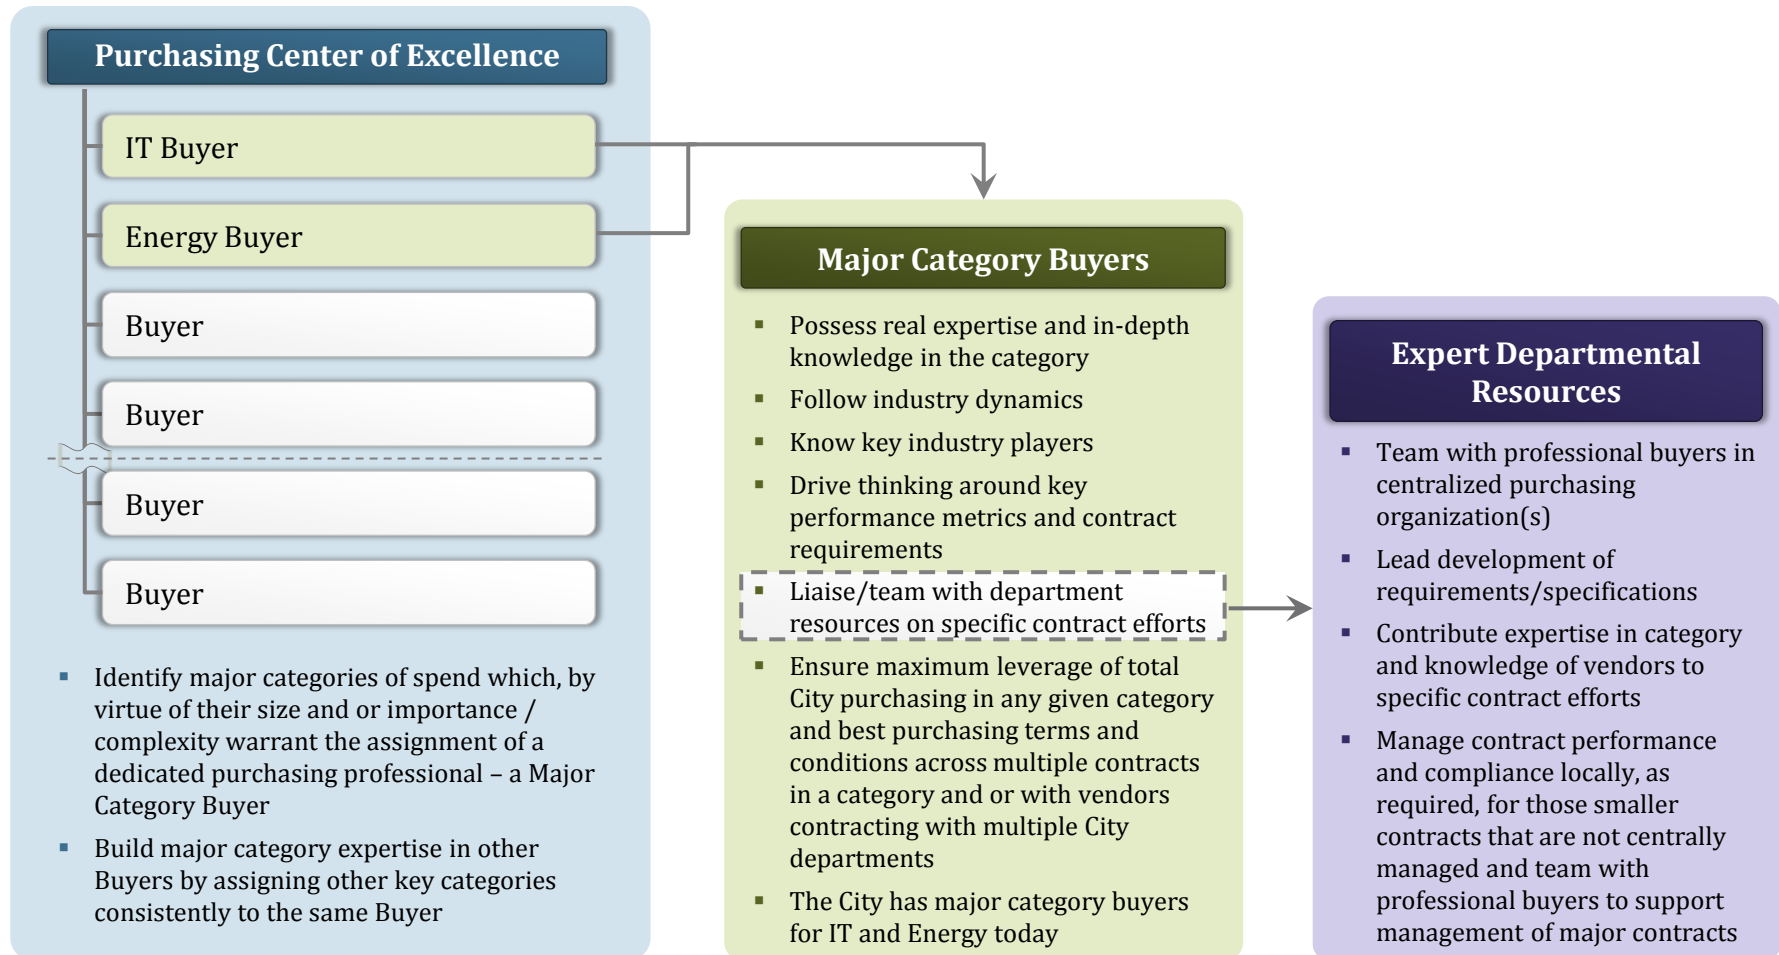 Purchasing Center of Excellence
IT Buyer
Energy Buyer
Buyer
Buyer
Buyer
Buyer
▪ Identify major categories of spend which, by
virtue of their size and or importance /
complexity warrant the assignment of a
dedicated purchasing professional – a Major
Category Buyer
▪ Build major category expertise in other
Buyers by assigning other key categories
consistently to the same Buyer
Major Category Buyers
▪ Possess real expertise and in-depth
knowledge in the category
▪ Follow industry dynamics
▪ Know key industry players
▪ Drive thinking around key
performance metrics and contract
requirements
▪ Liaise/team with department
resources on specific contract efforts
▪ Ensure maximum leverage of total
City purchasing in any given category
and best purchasing terms and
conditions across multiple contracts
in a category and or with vendors
contracting with multiple City
departments
▪ The City has major category buyers
for IT and Energy today
Expert Departmental
Resources
▪ Team with professional buyers in
centralized purchasing
organization(s)
▪ Lead development of
requirements/specifications
▪ Contribute expertise in category
and knowledge of vendors to
specific contract efforts
▪ Manage contract performance
and compliance locally, as
required, for those smaller
contracts that are not centrally
managed and team with
professional buyers to support
management of major contracts